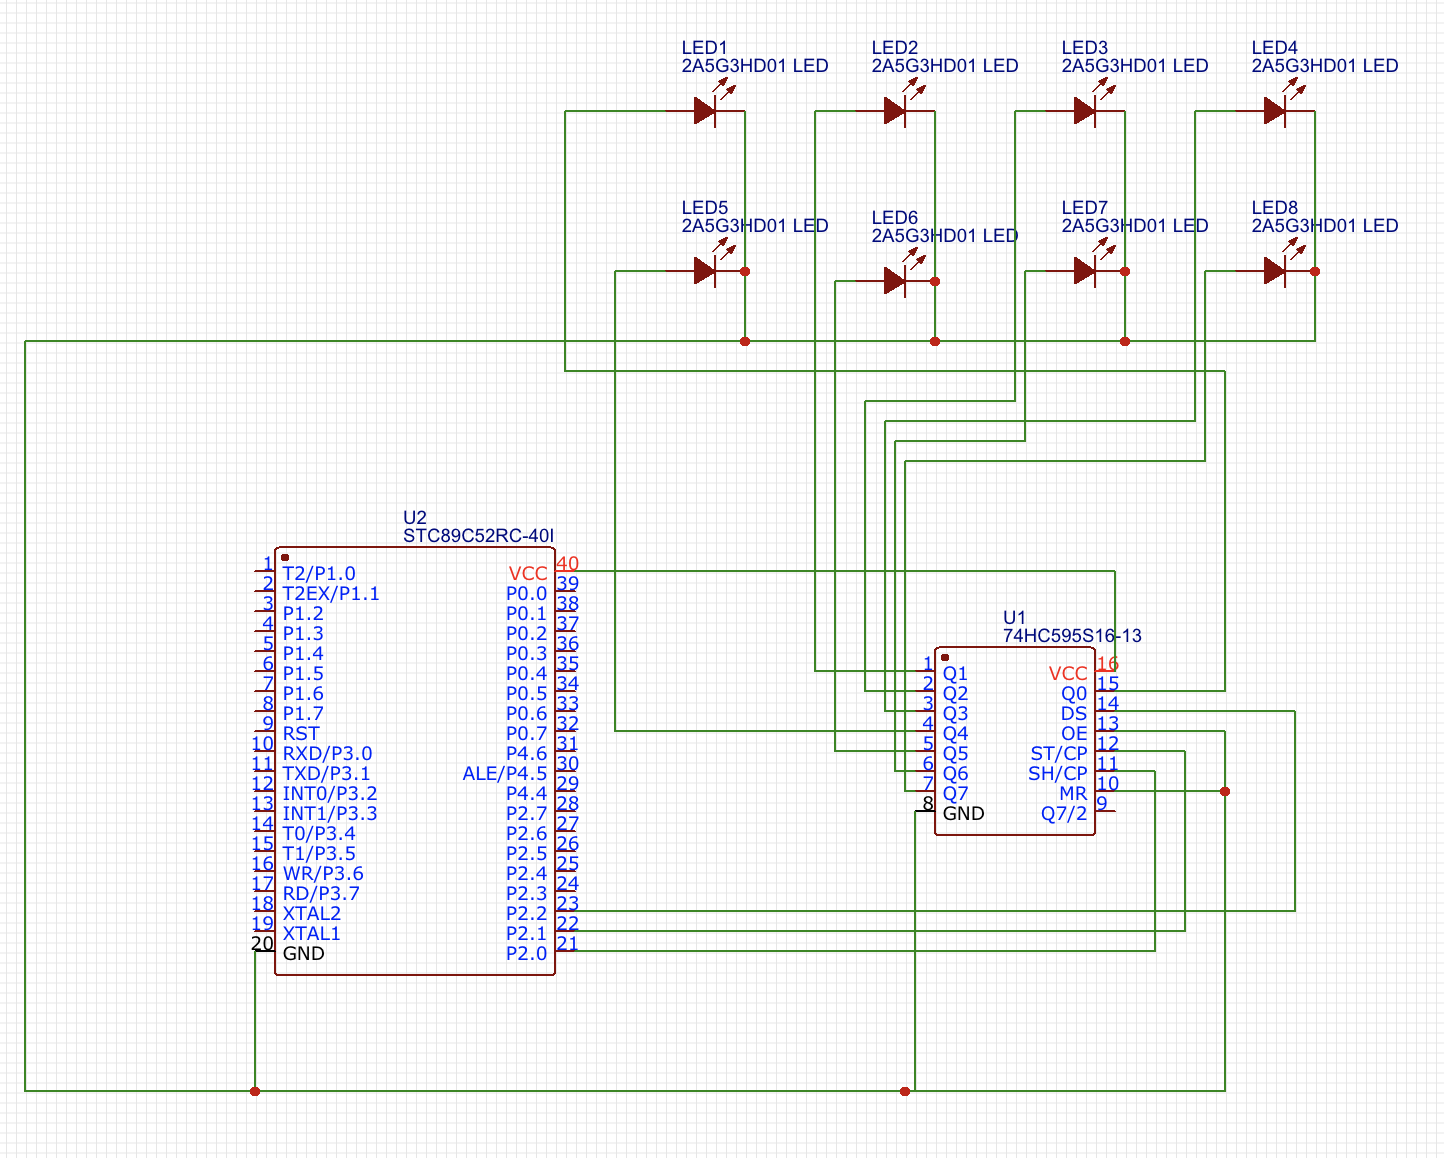 LED1
2A5G3HD01 LED
LED2
2A5G3HD01 LED
LED3
2A5G3HD01 LED
LED4
2A5G3HD01 LED
LED5
2A5G3HD01 LED
LED6
2A5G3HD01 LED
LED7
2A5G3HD01 LED
LED8
2A5G3HD01 LED
U2
STC89C52RC-40I
1 T2/P1.0 VCC 40
2 T2EX/P1.1 P0.0 39
3 P1.2 P0.1 38
4 P1.3 P0.2 37
5 P1.4 P0.3 36
6 P1.5 P0.4 35
7 P1.6 P0.5 34
8 P1.7 P0.6 33
9 RST P0.7 32
10 RXD/P3.0 P4.6 31
11 TXD/P3.1 ALE/P4.5 30
12 INT0/P3.2 P4.4 29
13 INT1/P3.3 P2.7 28
14 T0/P3.4 P2.6 27
15 T1/P3.5 P2.5 26
16 WR/P3.6 P2.4 25
17 RD/P3.7 P2.3 24
18 XTAL2 P2.2 23
19 XTAL1 P2.1 22
20 GND P2.0 21
U1
74HC595S16-13
1 Q1 VCC 16
2 Q2 Q0 15
3 Q3 DS 14
4 Q4 OE 13
5 Q5 ST/CP 12
6 Q6 SH/CP 11
7 Q7 MR 10
8 GND Q7/2 9